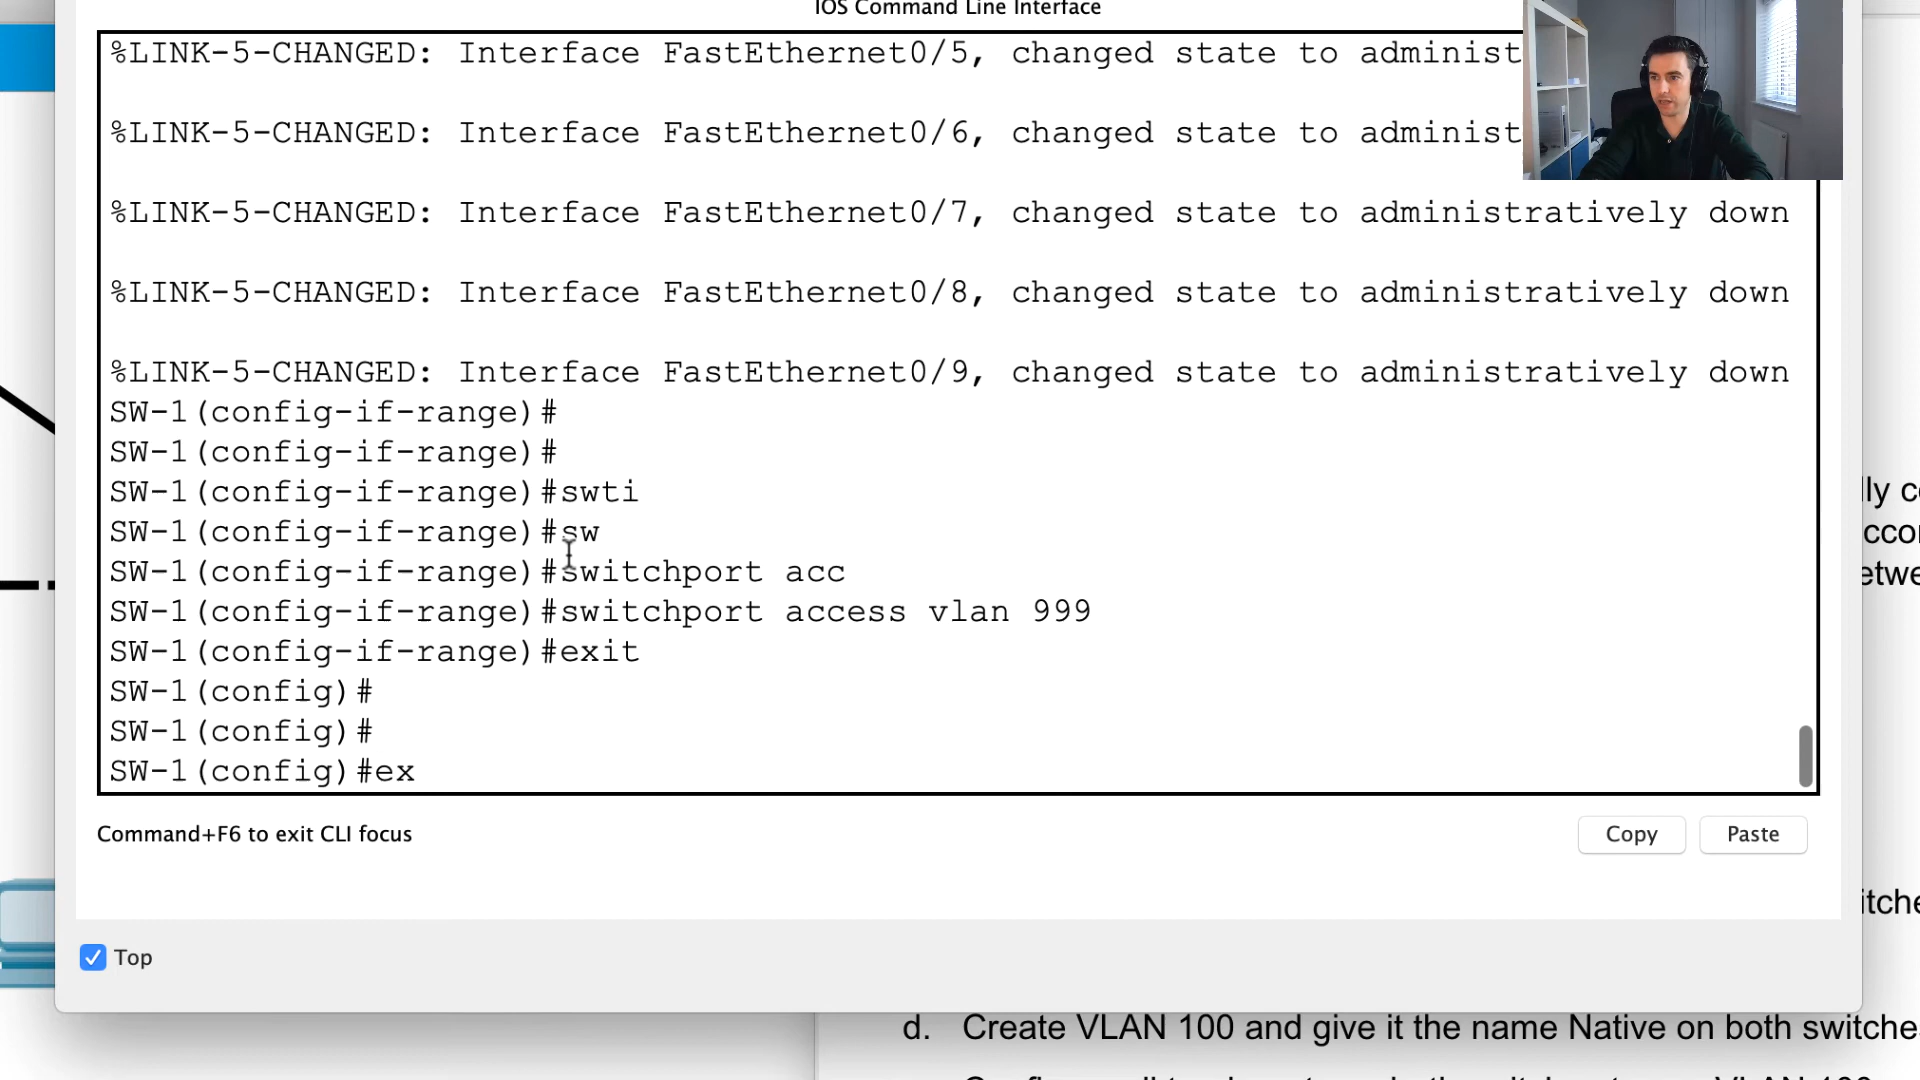 IOS Command Line Interface
%LINK-5-CHANGED: Interface FastEthernet0/5, changed state to administ
%LINK-5-CHANGED: Interface FastEthernet0/6, changed state to administ
%LINK-5-CHANGED: Interface FastEthernet0/7, changed state to administratively down
%LINK-5-CHANGED: Interface FastEthernet0/8, changed state to administratively down
%LINK-5-CHANGED: Interface FastEthernet0/9, changed state to administratively down
SW-1(config-if-range)#
SW-1(config-if-range)#
SW-1(config-if-range)#swti
SW-1(config-if-range)#sw
SW-1(config-if-range)#switchport acc
SW-1(config-if-range)#switchport access vlan 999
SW-1(config-if-range)#exit
SW-1(config)#
SW-1(config)#
SW-1(config)#ex
Command+F6 to exit CLI focus
Copy
Paste
Top
d. Create VLAN 100 and give it the name Native on both